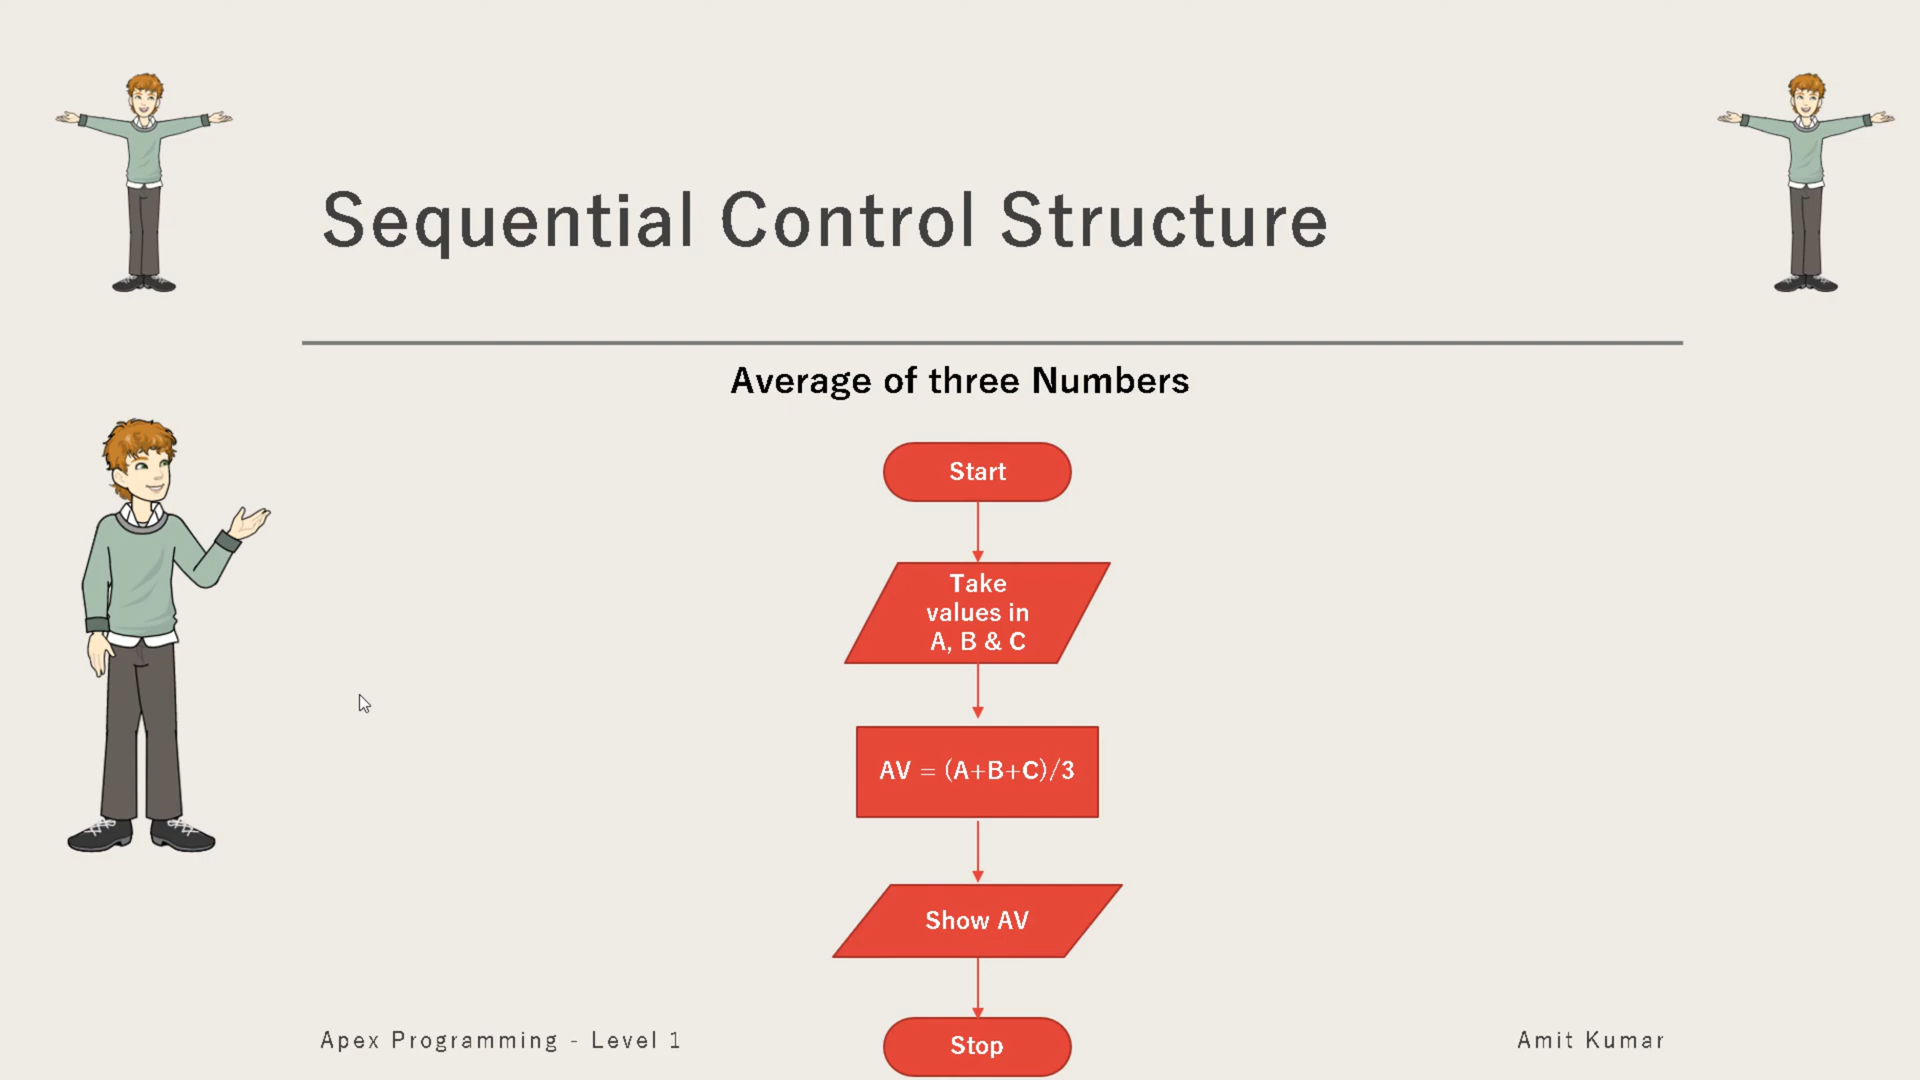 Sequential Control Structure
Average of three Numbers
Start
Take
values in
A, B & C
AV = (A+B+C)/3
Show AV
Stop
Apex Programming - Level 1
Amit Kumar